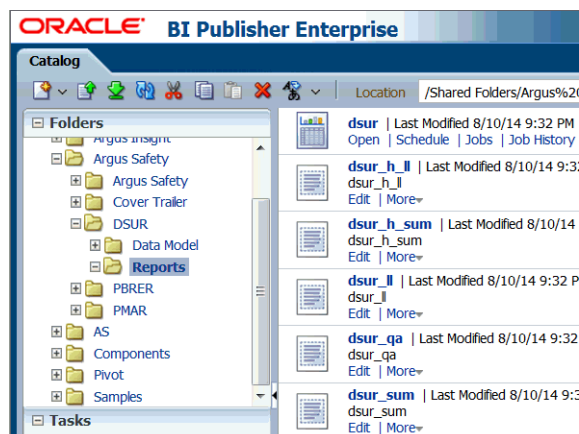 ORACLE® BI Publisher Enterprise
Catalog
Location /Shared Folders/Argus%20
Folders
Argus Insight
Argus Safety
Argus Safety
Cover Trailer
DSUR
Data Model
Reports
PBRER
PMAR
AS
Components
Pivot
Samples
Tasks
dsur | Last Modified 8/10/14 9:32 PM
Open | Schedule | Jobs | Job History
dsur_h_ll | Last Modified 8/10/14 9:32
dsur_h_ll
Edit | More
dsur_h_sum | Last Modified 8/10/14
dsur_h_sum
Edit | More
dsur_ll | Last Modified 8/10/14 9:32 P
dsur_ll
Edit | More
dsur_qa | Last Modified 8/10/14 9:32
dsur_qa
Edit | More
dsur_sum | Last Modified 8/10/14 9:3
dsur_sum
Edit | More